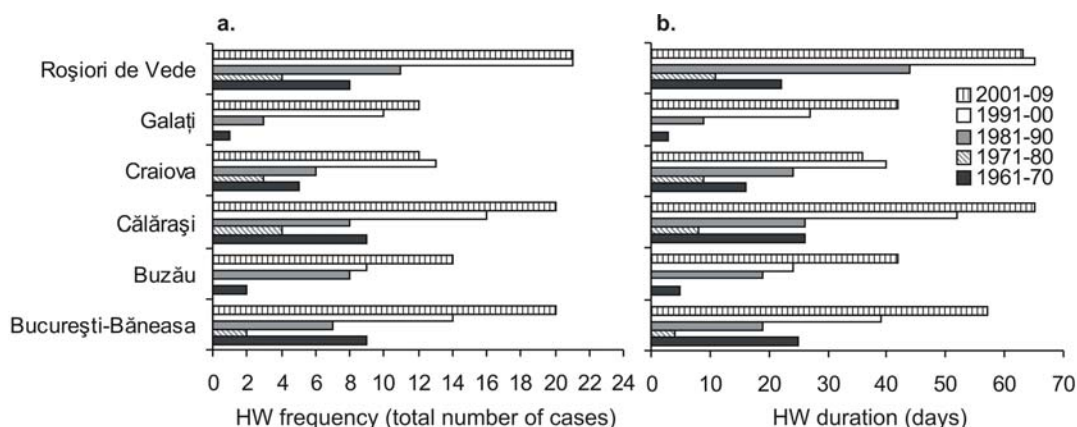 a.
Roşiori de Vede
Galaţi
Craiova
Călăraşi
Buzău
Bucureşti-Băneasa
0 2 4 6 8 10 12 14 16 18 20 22 24
HW frequency (total number of cases)
b.
2001-09
1991-00
1981-90
1971-80
1961-70
0 10 20 30 40 50 60 70
HW duration (days)